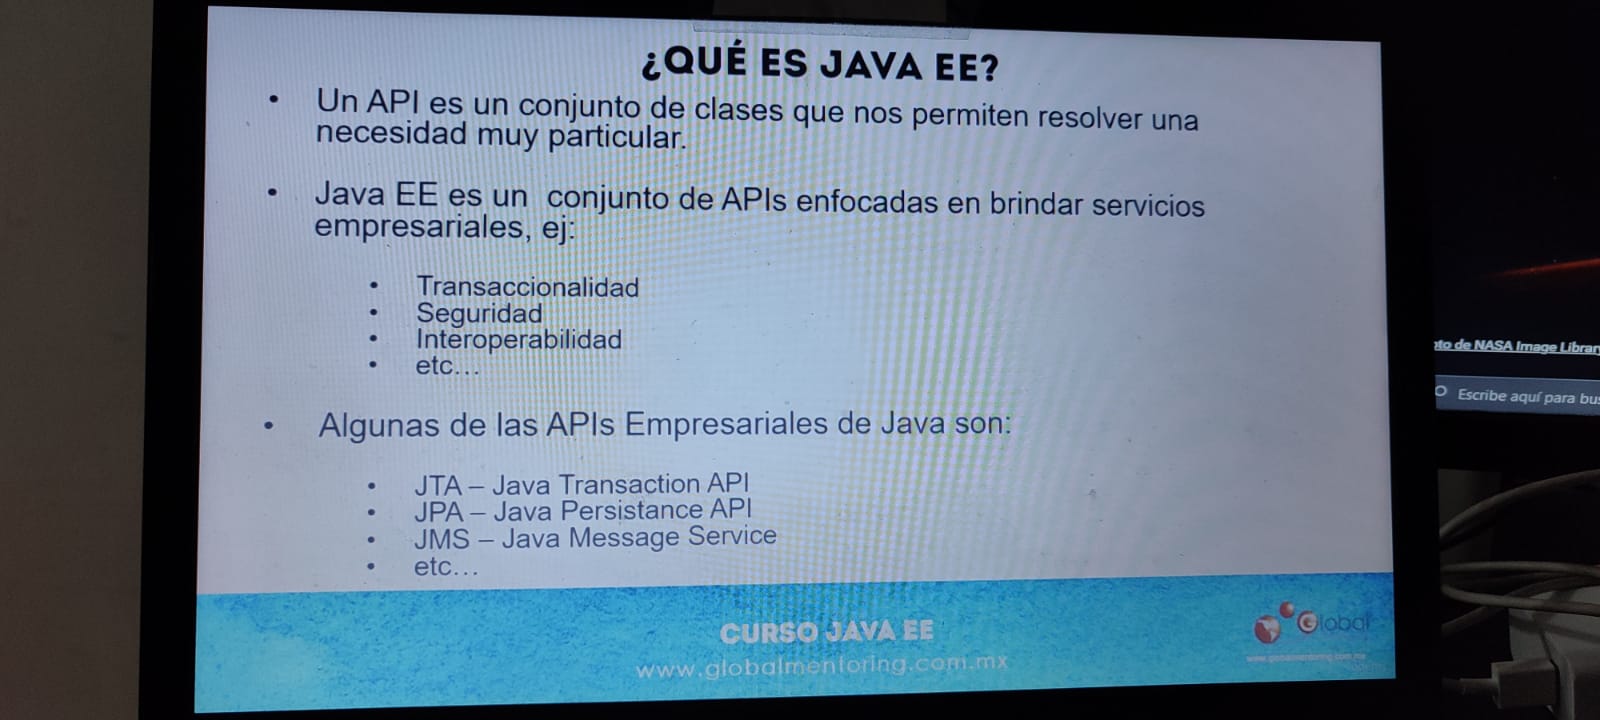 ¿QUÉ ES JAVA EE?
• Un API es un conjunto de clases que nos permiten resolver una
necesidad muy particular.
• Java EE es un conjunto de APIs enfocadas en brindar servicios
empresariales, ej:
• Transaccionalidad
• Seguridad
• Interoperabilidad
• etc...
• Algunas de las APIs Empresariales de Java son:
• JTA – Java Transaction API
• JPA – Java Persistance API
• JMS – Java Message Service
• etc...
CURSO JAVA EE
www.globalmentoring.com.mx
Global
www.globalmentoring.com.mx
de NASA Image Library
Escribe aquí para